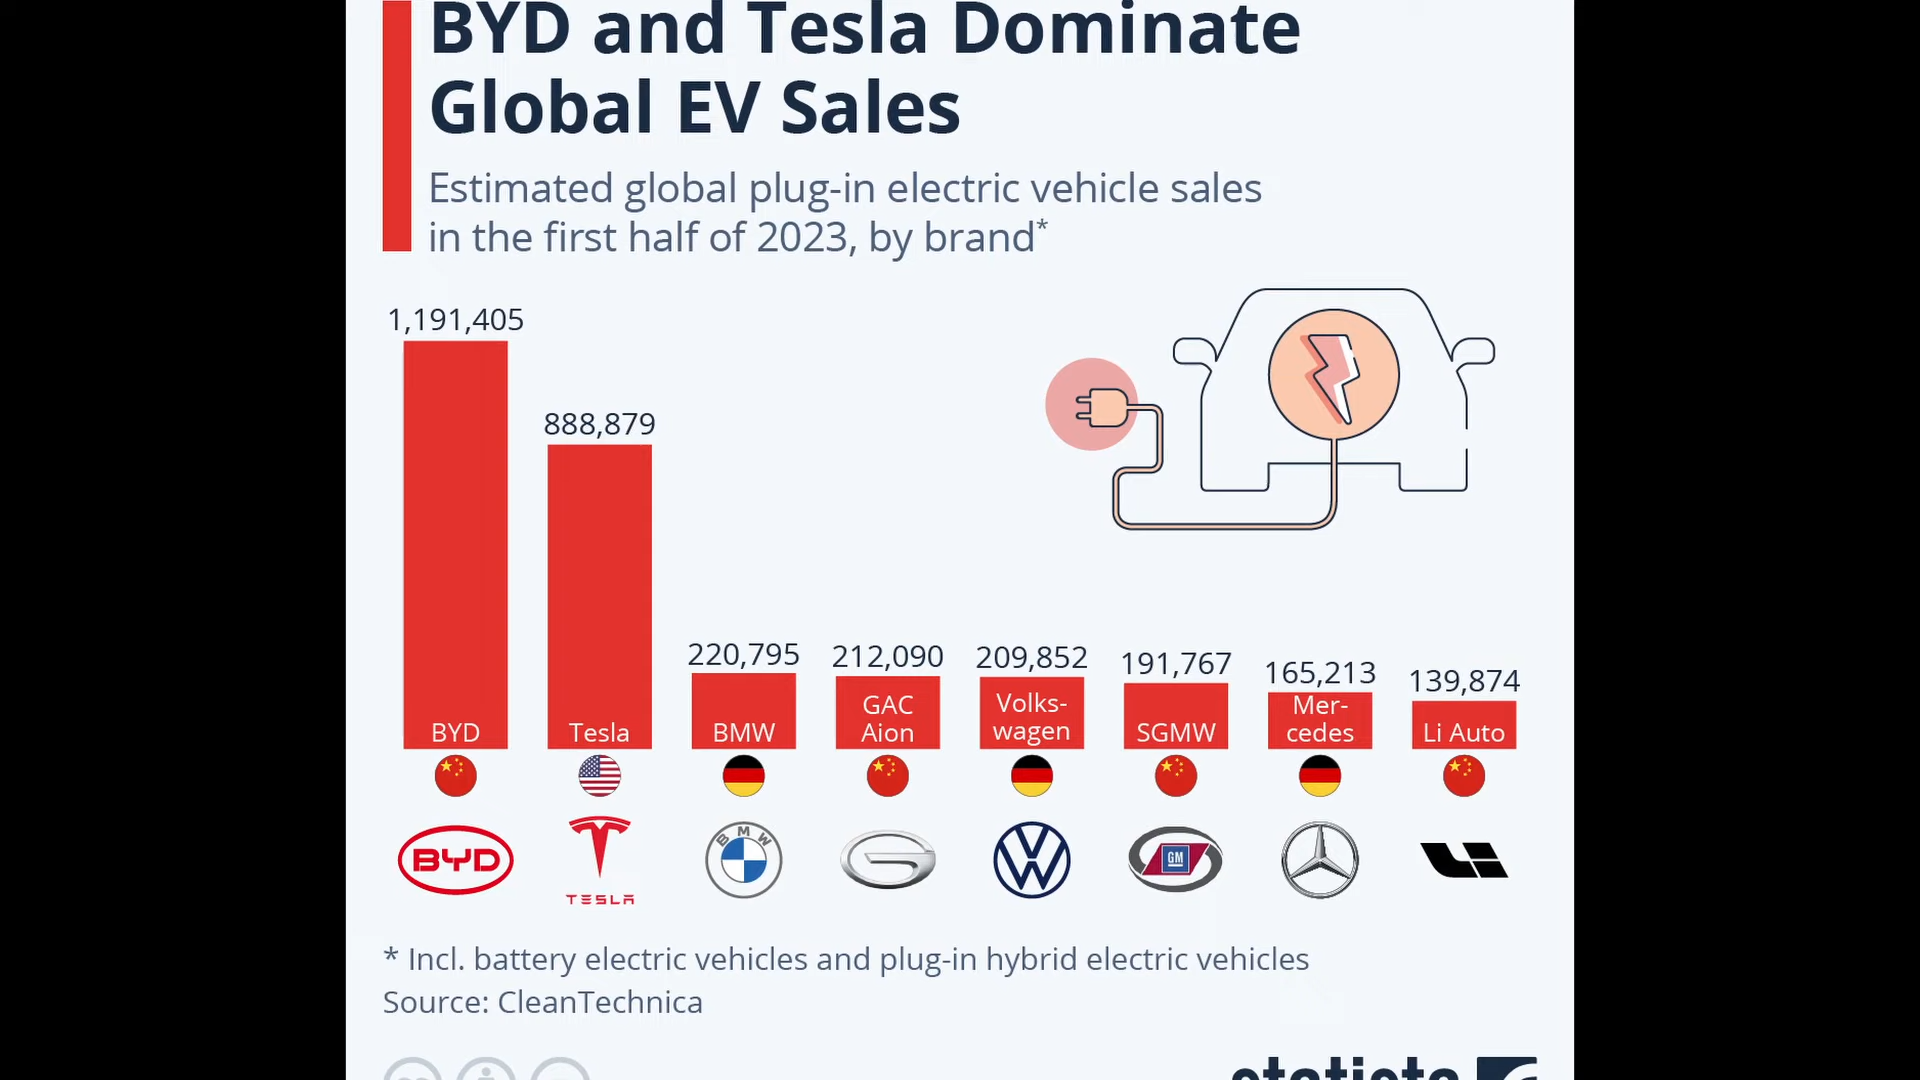 BYD and Tesla Dominate
Global EV Sales
Estimated global plug-in electric vehicle sales
in the first half of 2023, by brand*
1,191,405
888,879
220,795
212,090
209,852
191,767
165,213
139,874
BYD
Tesla
BMW
GAC
Aion
Volks-
wagen
SGMW
Mer-
cedes
Li Auto
BYD
TESLA
BMW
GM
* Incl. battery electric vehicles and plug-in hybrid electric vehicles
Source: CleanTechnica
statista